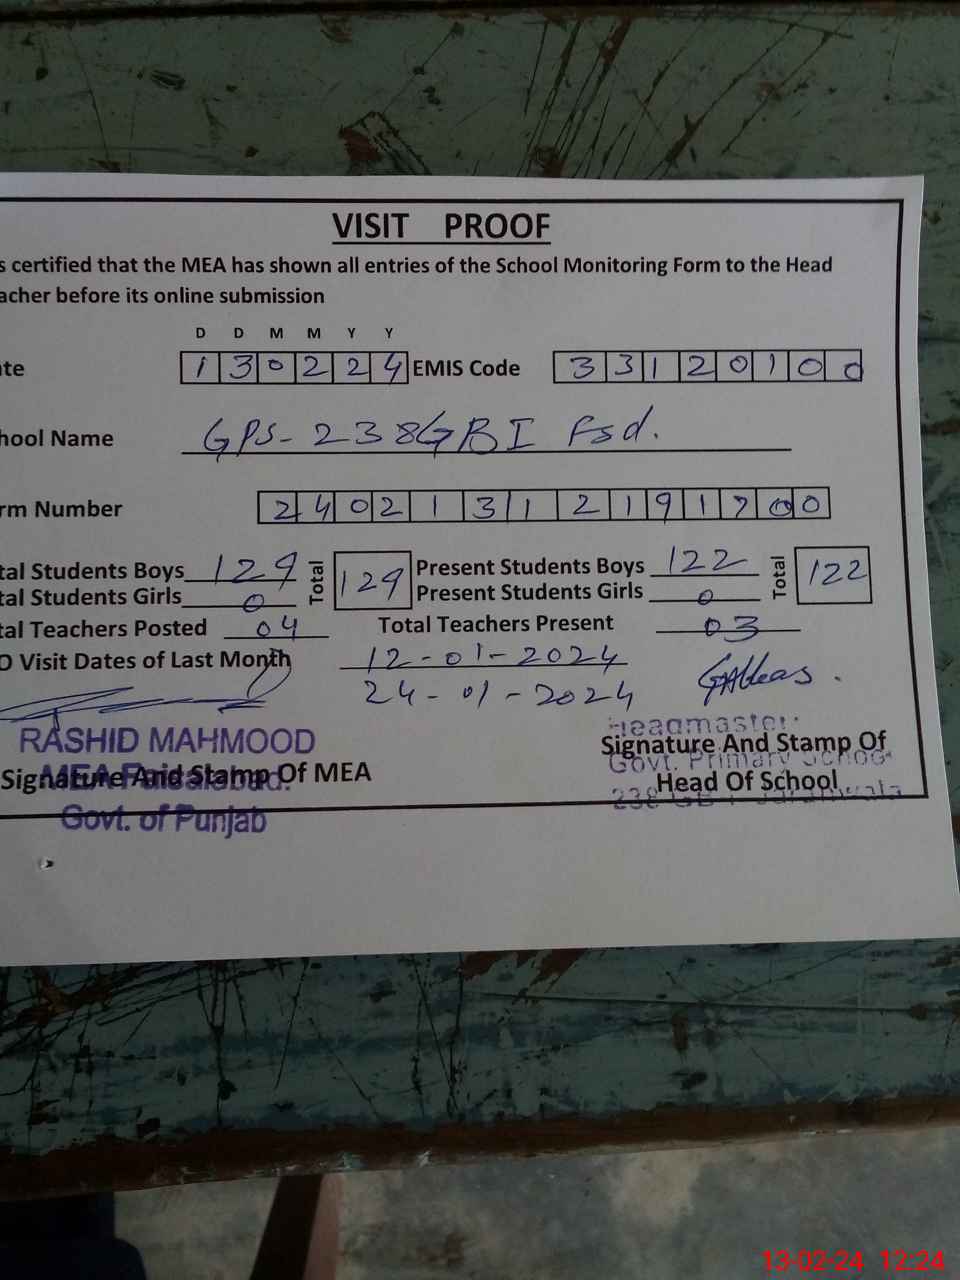 VISIT PROOF
s certified that the MEA has shown all entries of the School Monitoring Form to the Head
acher before its online submission
D D M M Y Y
te 1 3 0 2 2 4 EMIS Code 3 3 1 2 0 1 0 0
hool Name GPS-238GBI Fsd.
rm Number 2 4 0 2 1 3 1 2 1 9 1 7 0 0
tal Students Boys 129 Total 129 Present Students Boys 122 Total 122
tal Students Girls 0 Present Students Girls 0
tal Teachers Posted 04 Total Teachers Present 03
O Visit Dates of Last Month 12-01-2024
24-01-2024
RASHID MAHMOOD
MEA Faisalabad.
Govt. of Punjab
Signature And Stamp Of MEA
Headmaster
Govt. Primary School
238 GB I Jaranwala
Signature And Stamp Of
Head Of School
13-02-24 12:24